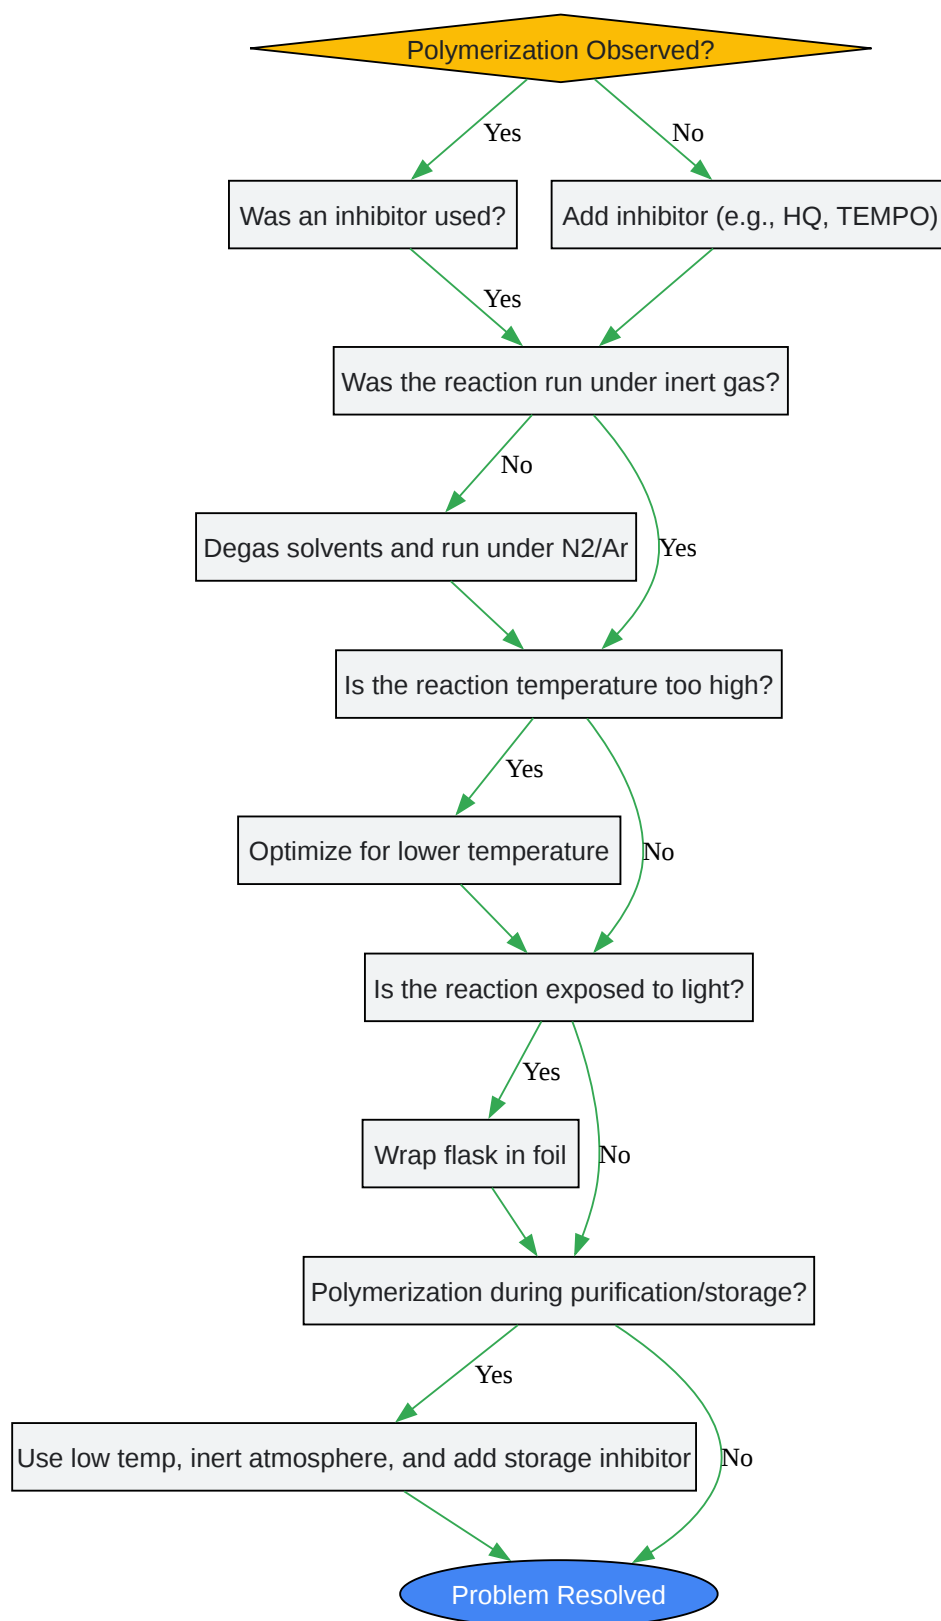 Polymerization Observed?
Yes
No
Was an inhibitor used?
Add inhibitor (e.g., HQ, TEMPO)
Yes
Was the reaction run under inert gas?
No
Degas solvents and run under N2/Ar
Yes
Is the reaction temperature too high?
Yes
Optimize for lower temperature
No
Is the reaction exposed to light?
Yes
Wrap flask in foil
No
Polymerization during purification/storage?
Yes
Use low temp, inert atmosphere, and add storage inhibitor
No
Problem Resolved